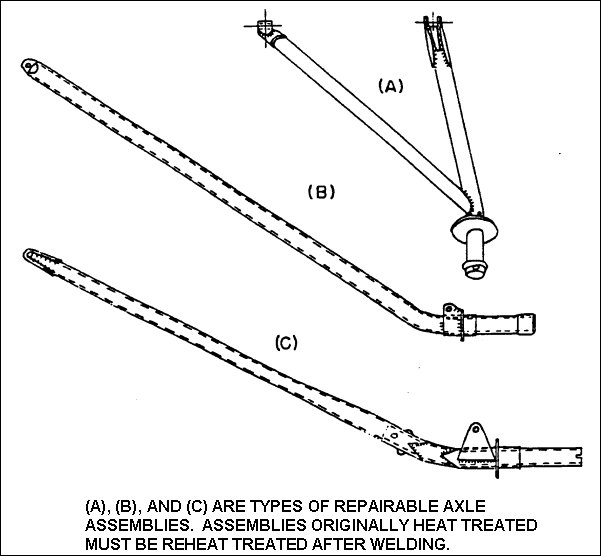 (A)
(B)
(C)
(A), (B), AND (C) ARE TYPES OF REPAIRABLE AXLE
ASSEMBLIES.  ASSEMBLIES ORIGINALLY HEAT TREATED
MUST BE REHEAT TREATED AFTER WELDING.